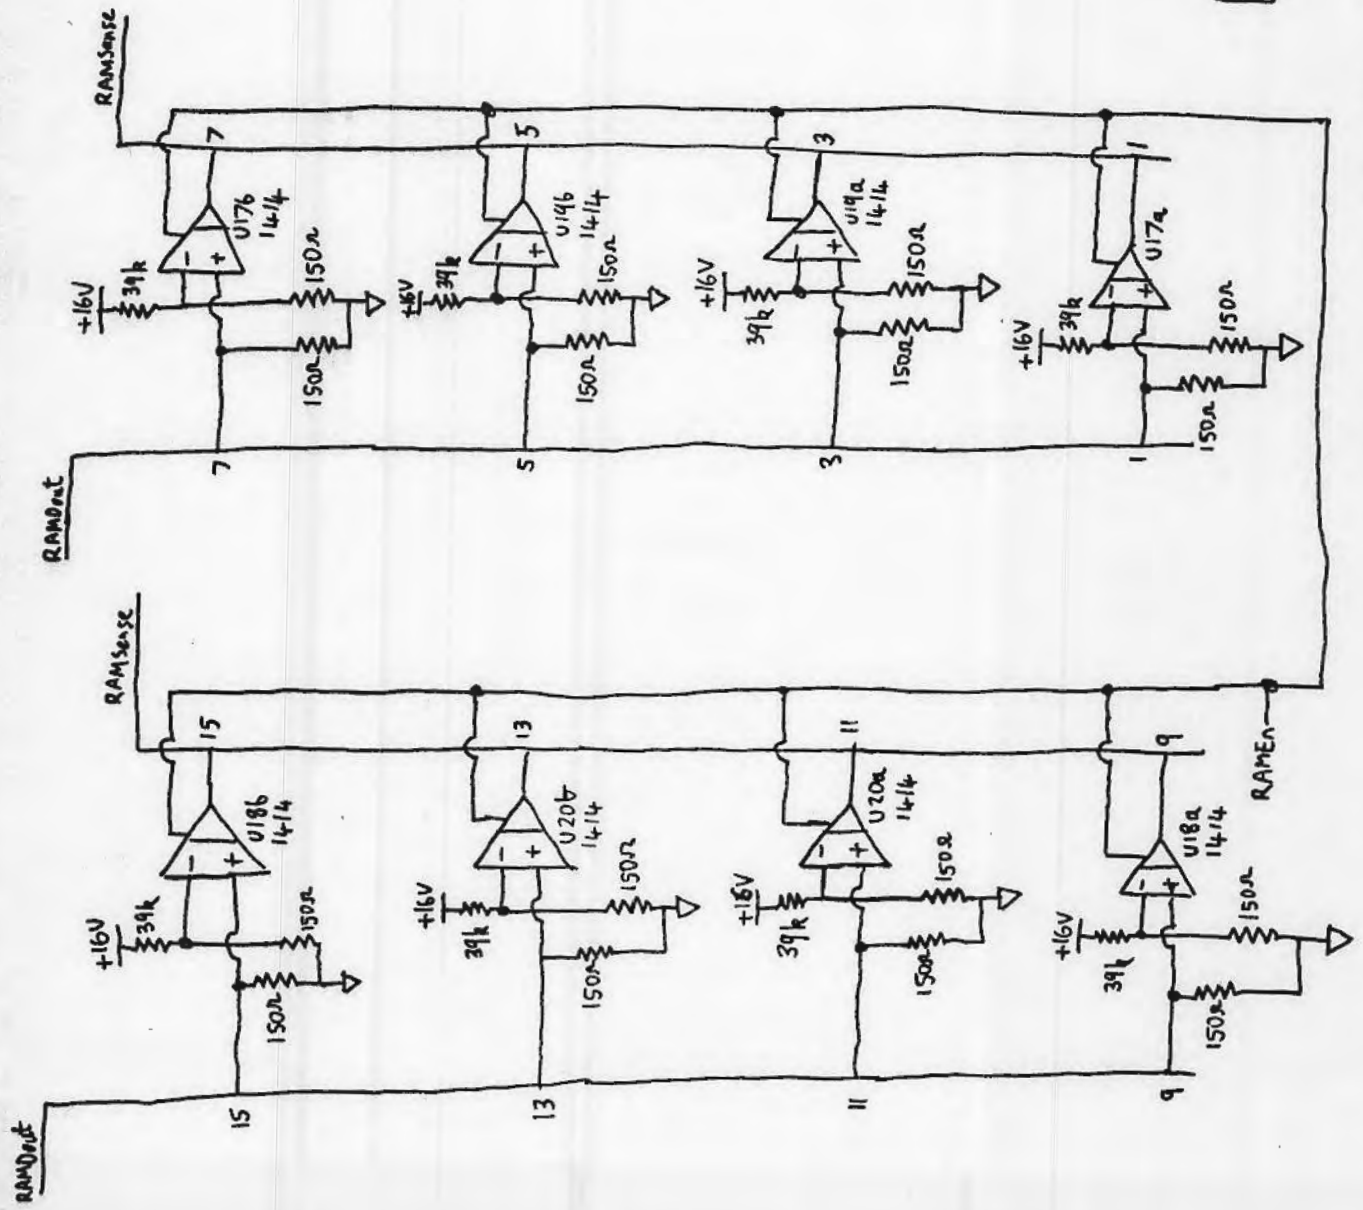 RAMSense
7
5
3
1
+16V
39k
-
+
U17b
1414
150Ω
150Ω
+16V
39k
-
+
U19b
1414
150Ω
150Ω
+16V
39k
-
+
U19a
1414
150Ω
150Ω
+16V
39k
-
+
U17a
150Ω
150Ω
RAMDout
7
5
3
1
RAMSense
15
13
11
9
RAMEn
+16V
39k
-
+
U18b
1414
150Ω
150Ω
+16V
39k
-
+
U20b
1414
150Ω
150Ω
+16V
39k
-
+
U20a
1414
150Ω
150Ω
+16V
39k
-
+
U18a
1414
150Ω
150Ω
RAMDout
15
13
11
9